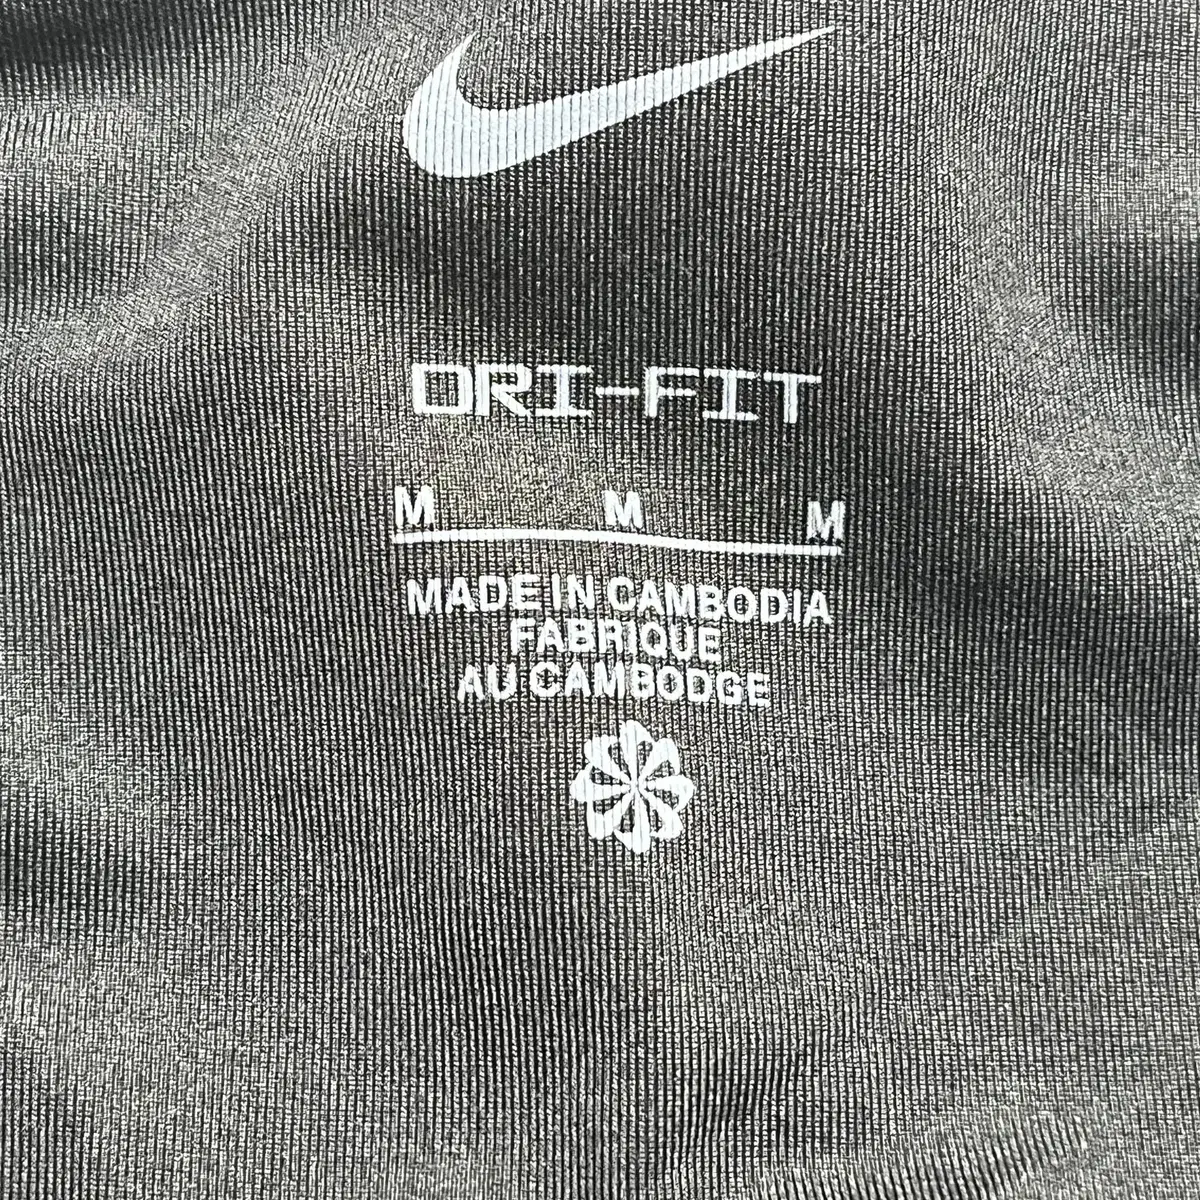 DRI-FIT
M M M
MADE IN CAMBODIA
FABRIQUE
AU CAMBODGE